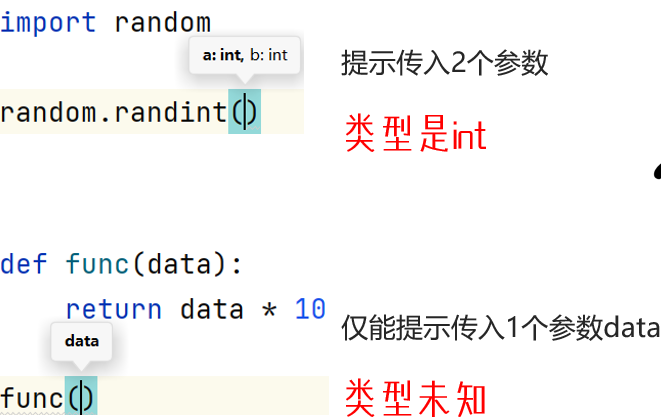 import random
a: int, b: int
提示传入2个参数
random.randint()
类型是int
def func(data):
return data * 10
仅能提示传入1个参数data
data
func()
类型未知